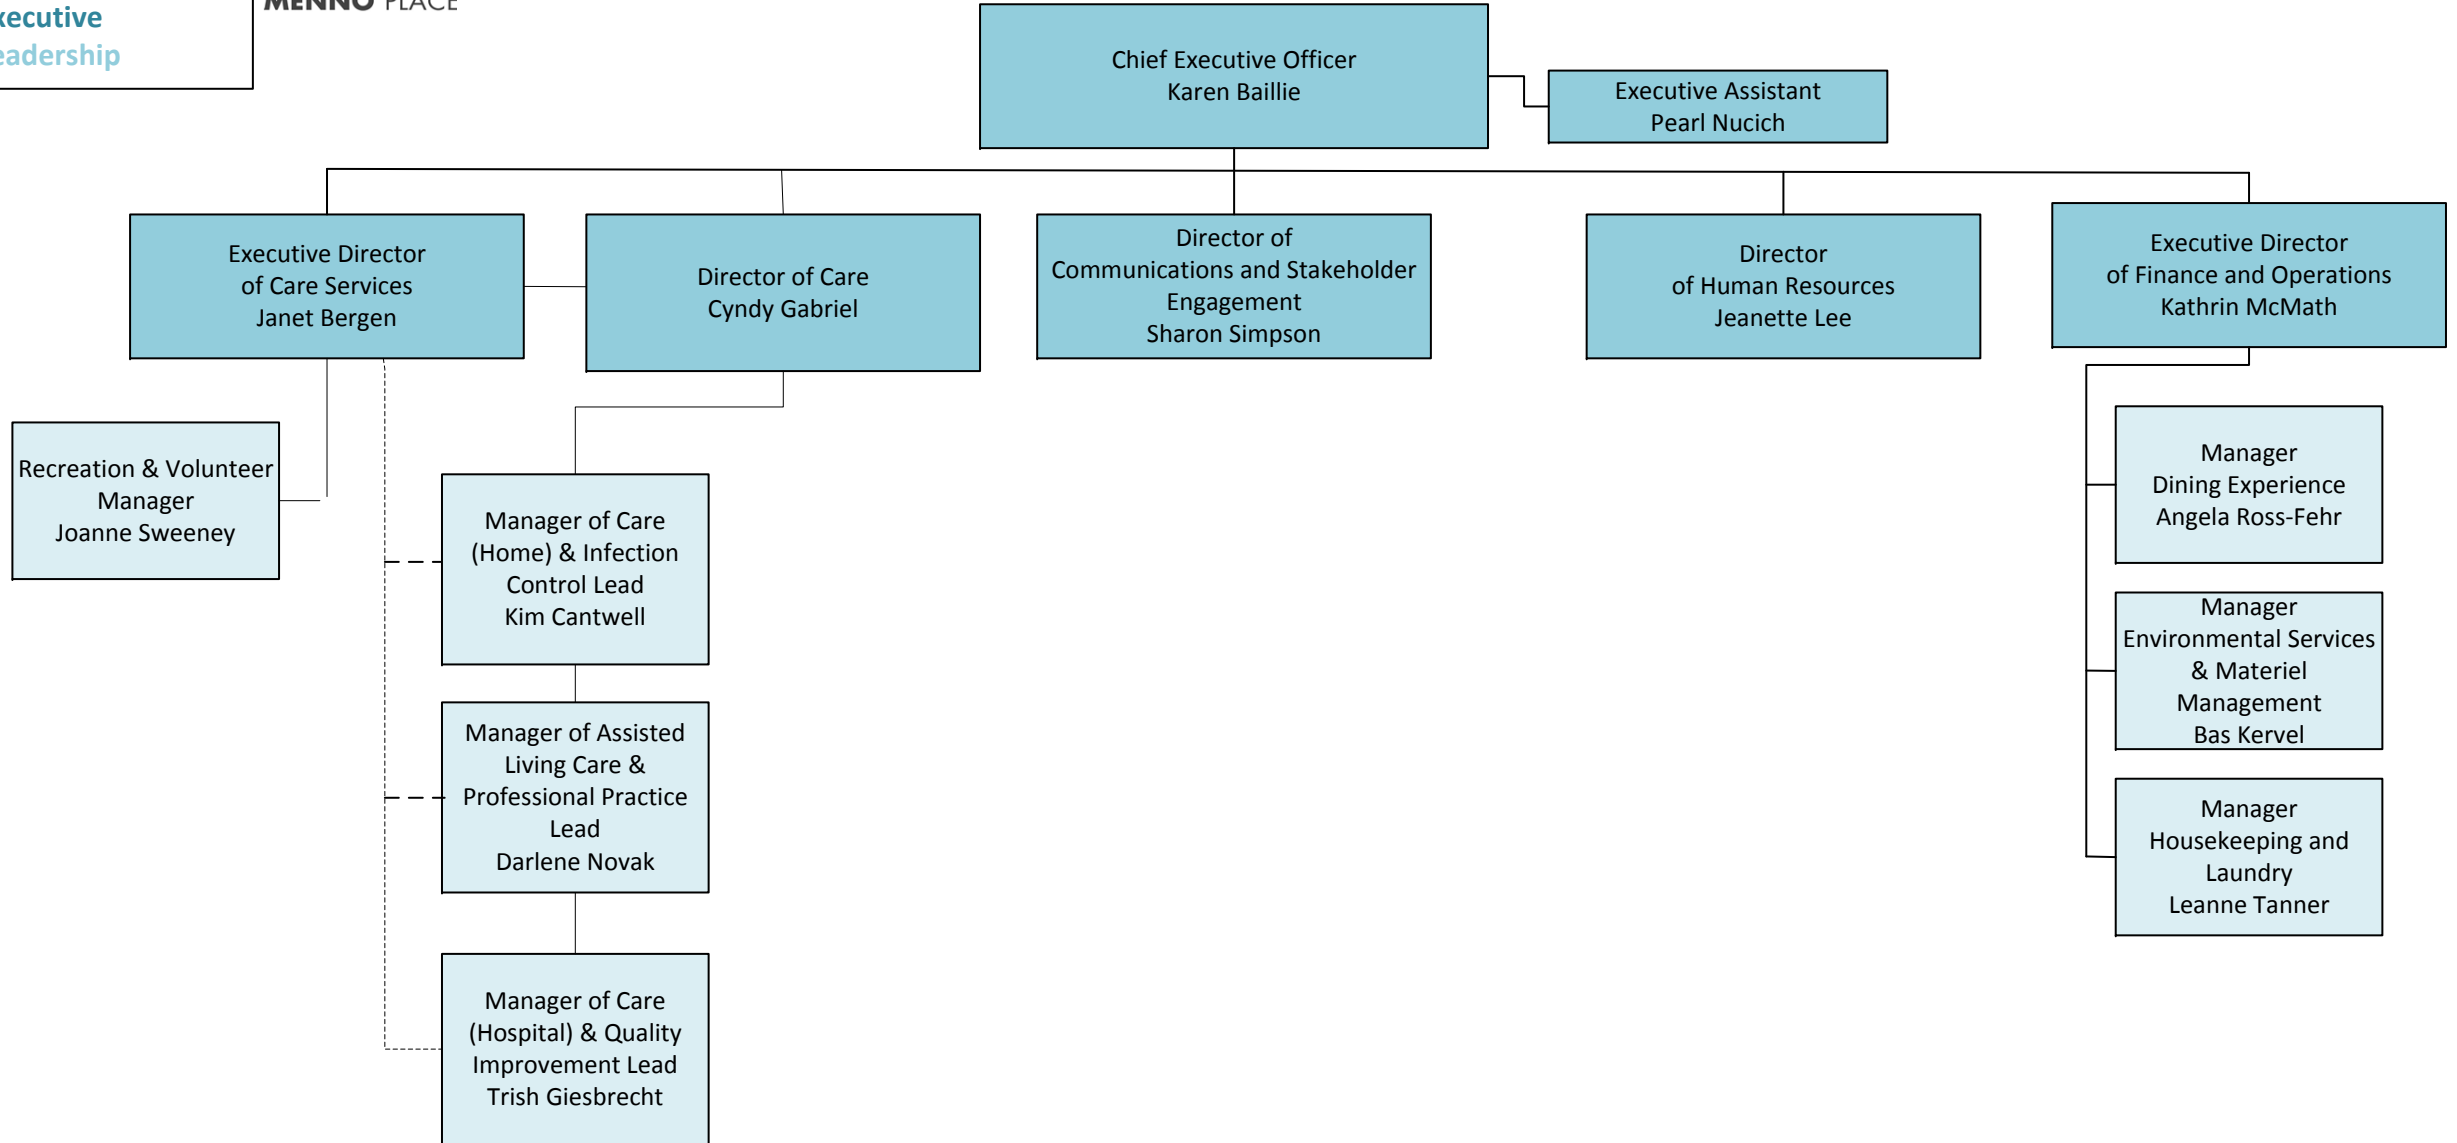 MENNO PLACE
Chief Executive Officer
Karen Baillie
Executive Assistant
Pearl Nucich
Executive Director
of Care Services
Janet Bergen
Director of Care
Cyndy Gabriel
Director of
Communications and Stakeholder
Engagement
Sharon Simpson
Director
of Human Resources
Jeanette Lee
Executive Director
of Finance and Operations
Kathrin McMath
Recreation & Volunteer
Manager
Joanne Sweeney
Manager of Care
(Home) & Infection
Control Lead
Kim Cantwell
Manager of Assisted
Living Care &
Professional Practice
Lead
Darlene Novak
Manager of Care
(Hospital) & Quality
Improvement Lead
Trish Giesbrecht
Manager
Dining Experience
Angela Ross-Fehr
Manager
Environmental Services
& Materiel
Management
Bas Kervel
Manager
Housekeeping and
Laundry
Leanne Tanner